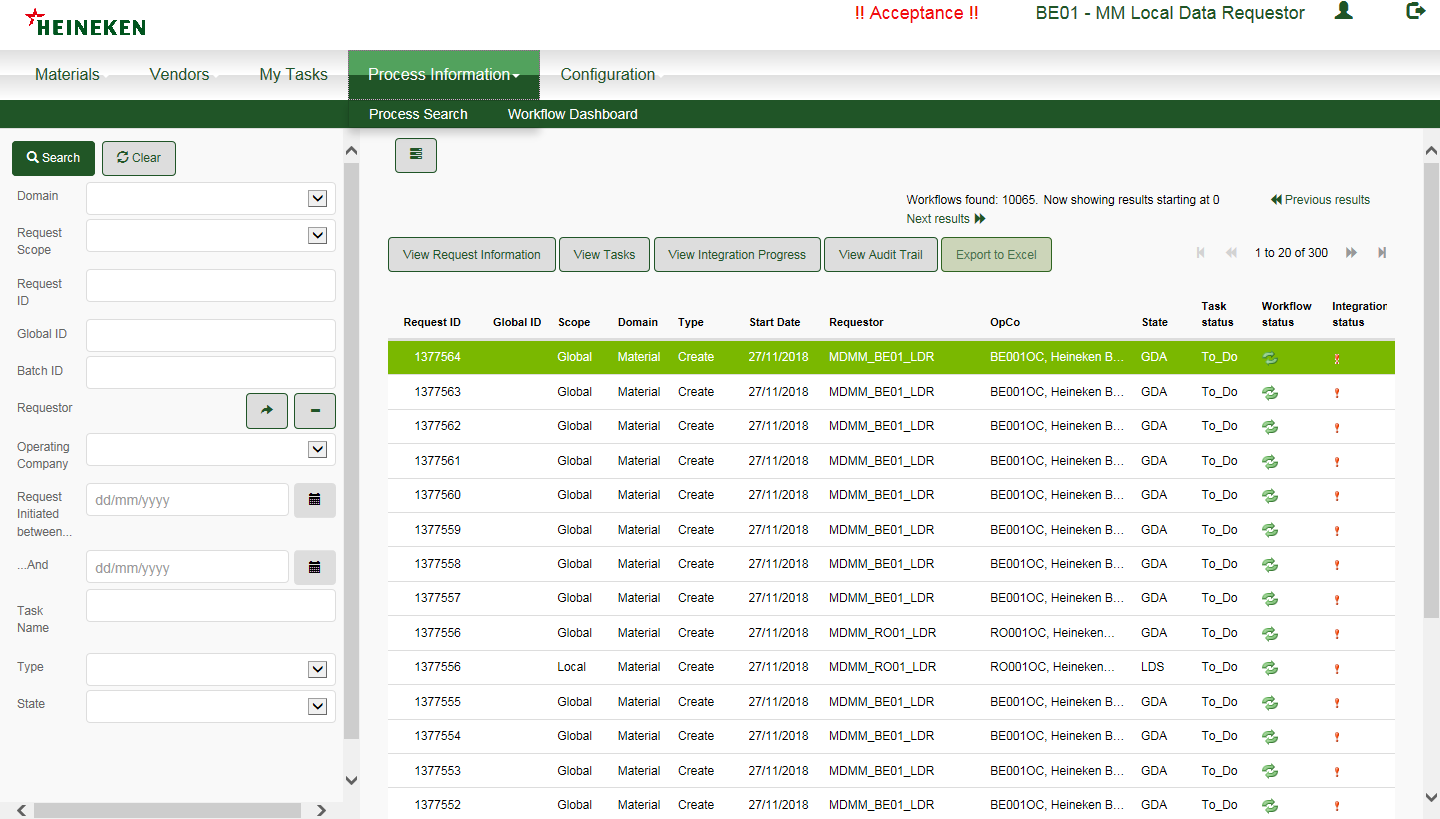 HEINEKEN
!! Acceptance !!
BE01 - MM Local Data Requestor
Materials
Vendors
My Tasks
Process Information
Configuration
Process Search
Workflow Dashboard
Search
Clear
Domain
Request
Scope
Request
ID
Global ID
Batch ID
Requestor
Operating
Company
Request
Initiated
between...
dd/mm/yyyy
...And
dd/mm/yyyy
Task
Name
Type
State
Workflows found: 10065. Now showing results starting at 0
Previous results
Next results
View Request Information
View Tasks
View Integration Progress
View Audit Trail
Export to Excel
1 to 20 of 300
Request ID Global ID Scope Domain Type Start Date Requestor OpCo State Task status Workflow status Integration status
1377564 Global Material Create 27/11/2018 MDMM_BE01_LDR BE001OC, Heineken B... GDA To_Do
1377563 Global Material Create 27/11/2018 MDMM_BE01_LDR BE001OC, Heineken B... GDA To_Do
1377562 Global Material Create 27/11/2018 MDMM_BE01_LDR BE001OC, Heineken B... GDA To_Do
1377561 Global Material Create 27/11/2018 MDMM_BE01_LDR BE001OC, Heineken B... GDA To_Do
1377560 Global Material Create 27/11/2018 MDMM_BE01_LDR BE001OC, Heineken B... GDA To_Do
1377559 Global Material Create 27/11/2018 MDMM_BE01_LDR BE001OC, Heineken B... GDA To_Do
1377558 Global Material Create 27/11/2018 MDMM_BE01_LDR BE001OC, Heineken B... GDA To_Do
1377557 Global Material Create 27/11/2018 MDMM_BE01_LDR BE001OC, Heineken B... GDA To_Do
1377556 Global Material Create 27/11/2018 MDMM_RO01_LDR RO001OC, Heineken... GDA To_Do
1377556 Local Material Create 27/11/2018 MDMM_RO01_LDR RO001OC, Heineken... LDS To_Do
1377555 Global Material Create 27/11/2018 MDMM_BE01_LDR BE001OC, Heineken B... GDA To_Do
1377554 Global Material Create 27/11/2018 MDMM_BE01_LDR BE001OC, Heineken B... GDA To_Do
1377553 Global Material Create 27/11/2018 MDMM_BE01_LDR BE001OC, Heineken B... GDA To_Do
1377552 Global Material Create 27/11/2018 MDMM_BE01_LDR BE001OC, Heineken B... GDA To_Do